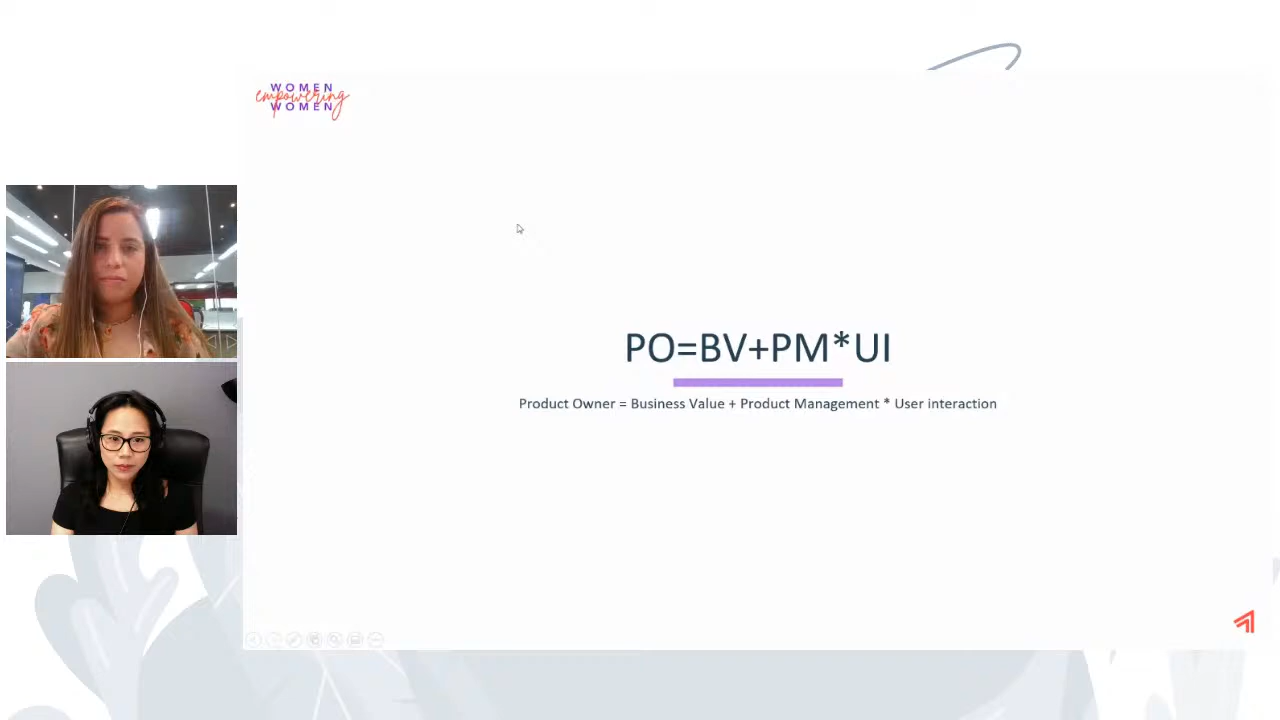 WOMEN
empowering
WOMEN
PO=BV+PM*UI
Product Owner = Business Value + Product Management * User interaction